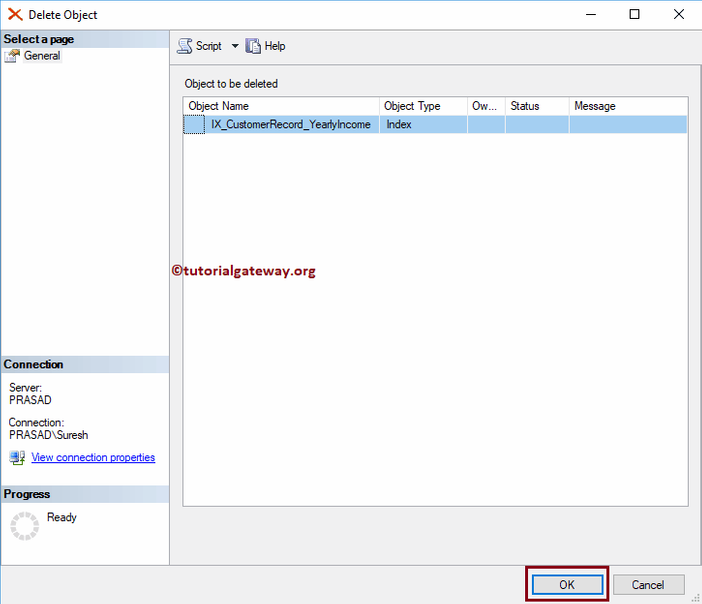 Delete Object
Select a page
General
Script Help
Object to be deleted
Object Name Object Type Ow... Status Message
IX_CustomerRecord_YearlyIncome Index
©tutorialgateway.org
Connection
Server:
PRASAD
Connection:
PRASAD\Suresh
View connection properties
Progress
Ready
OK Cancel